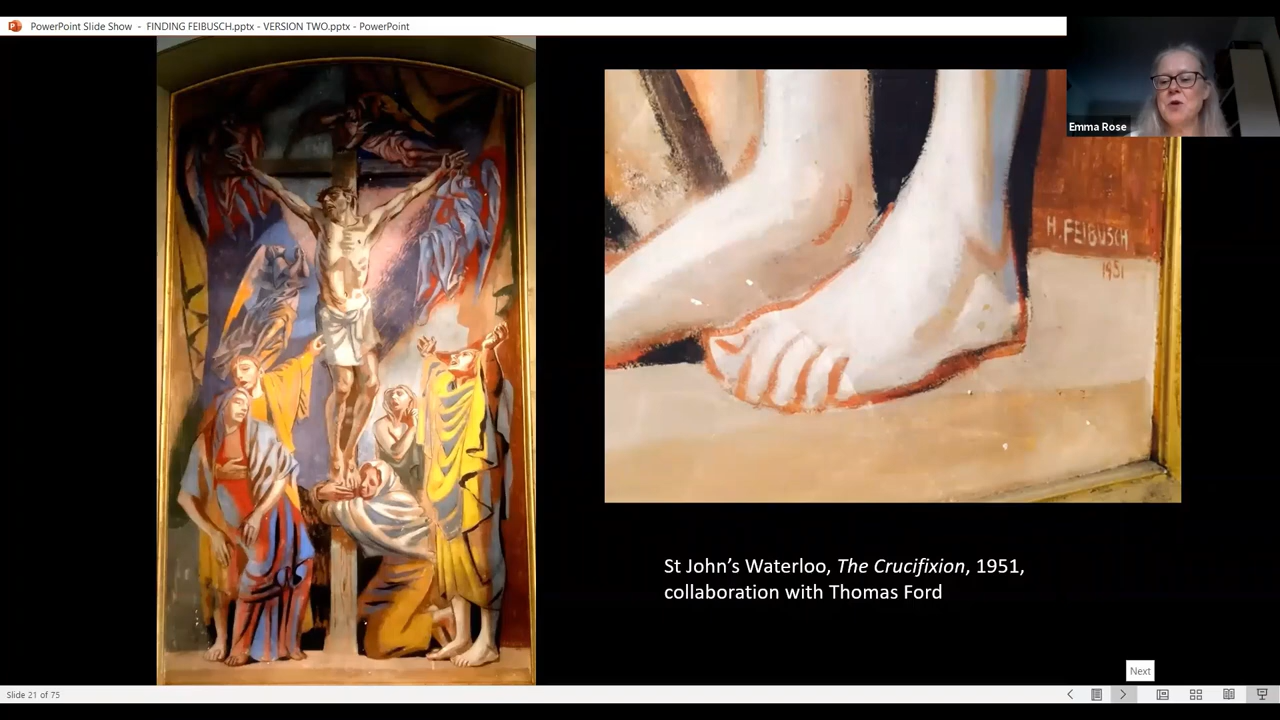 PowerPoint Slide Show - FINDING FEIBUSCH.pptx - VERSION TWO.pptx - PowerPoint
Emma Rose
H. FEIBUSCH
1951
St John’s Waterloo, The Crucifixion, 1951,
collaboration with Thomas Ford
Next
Slide 21 of 75